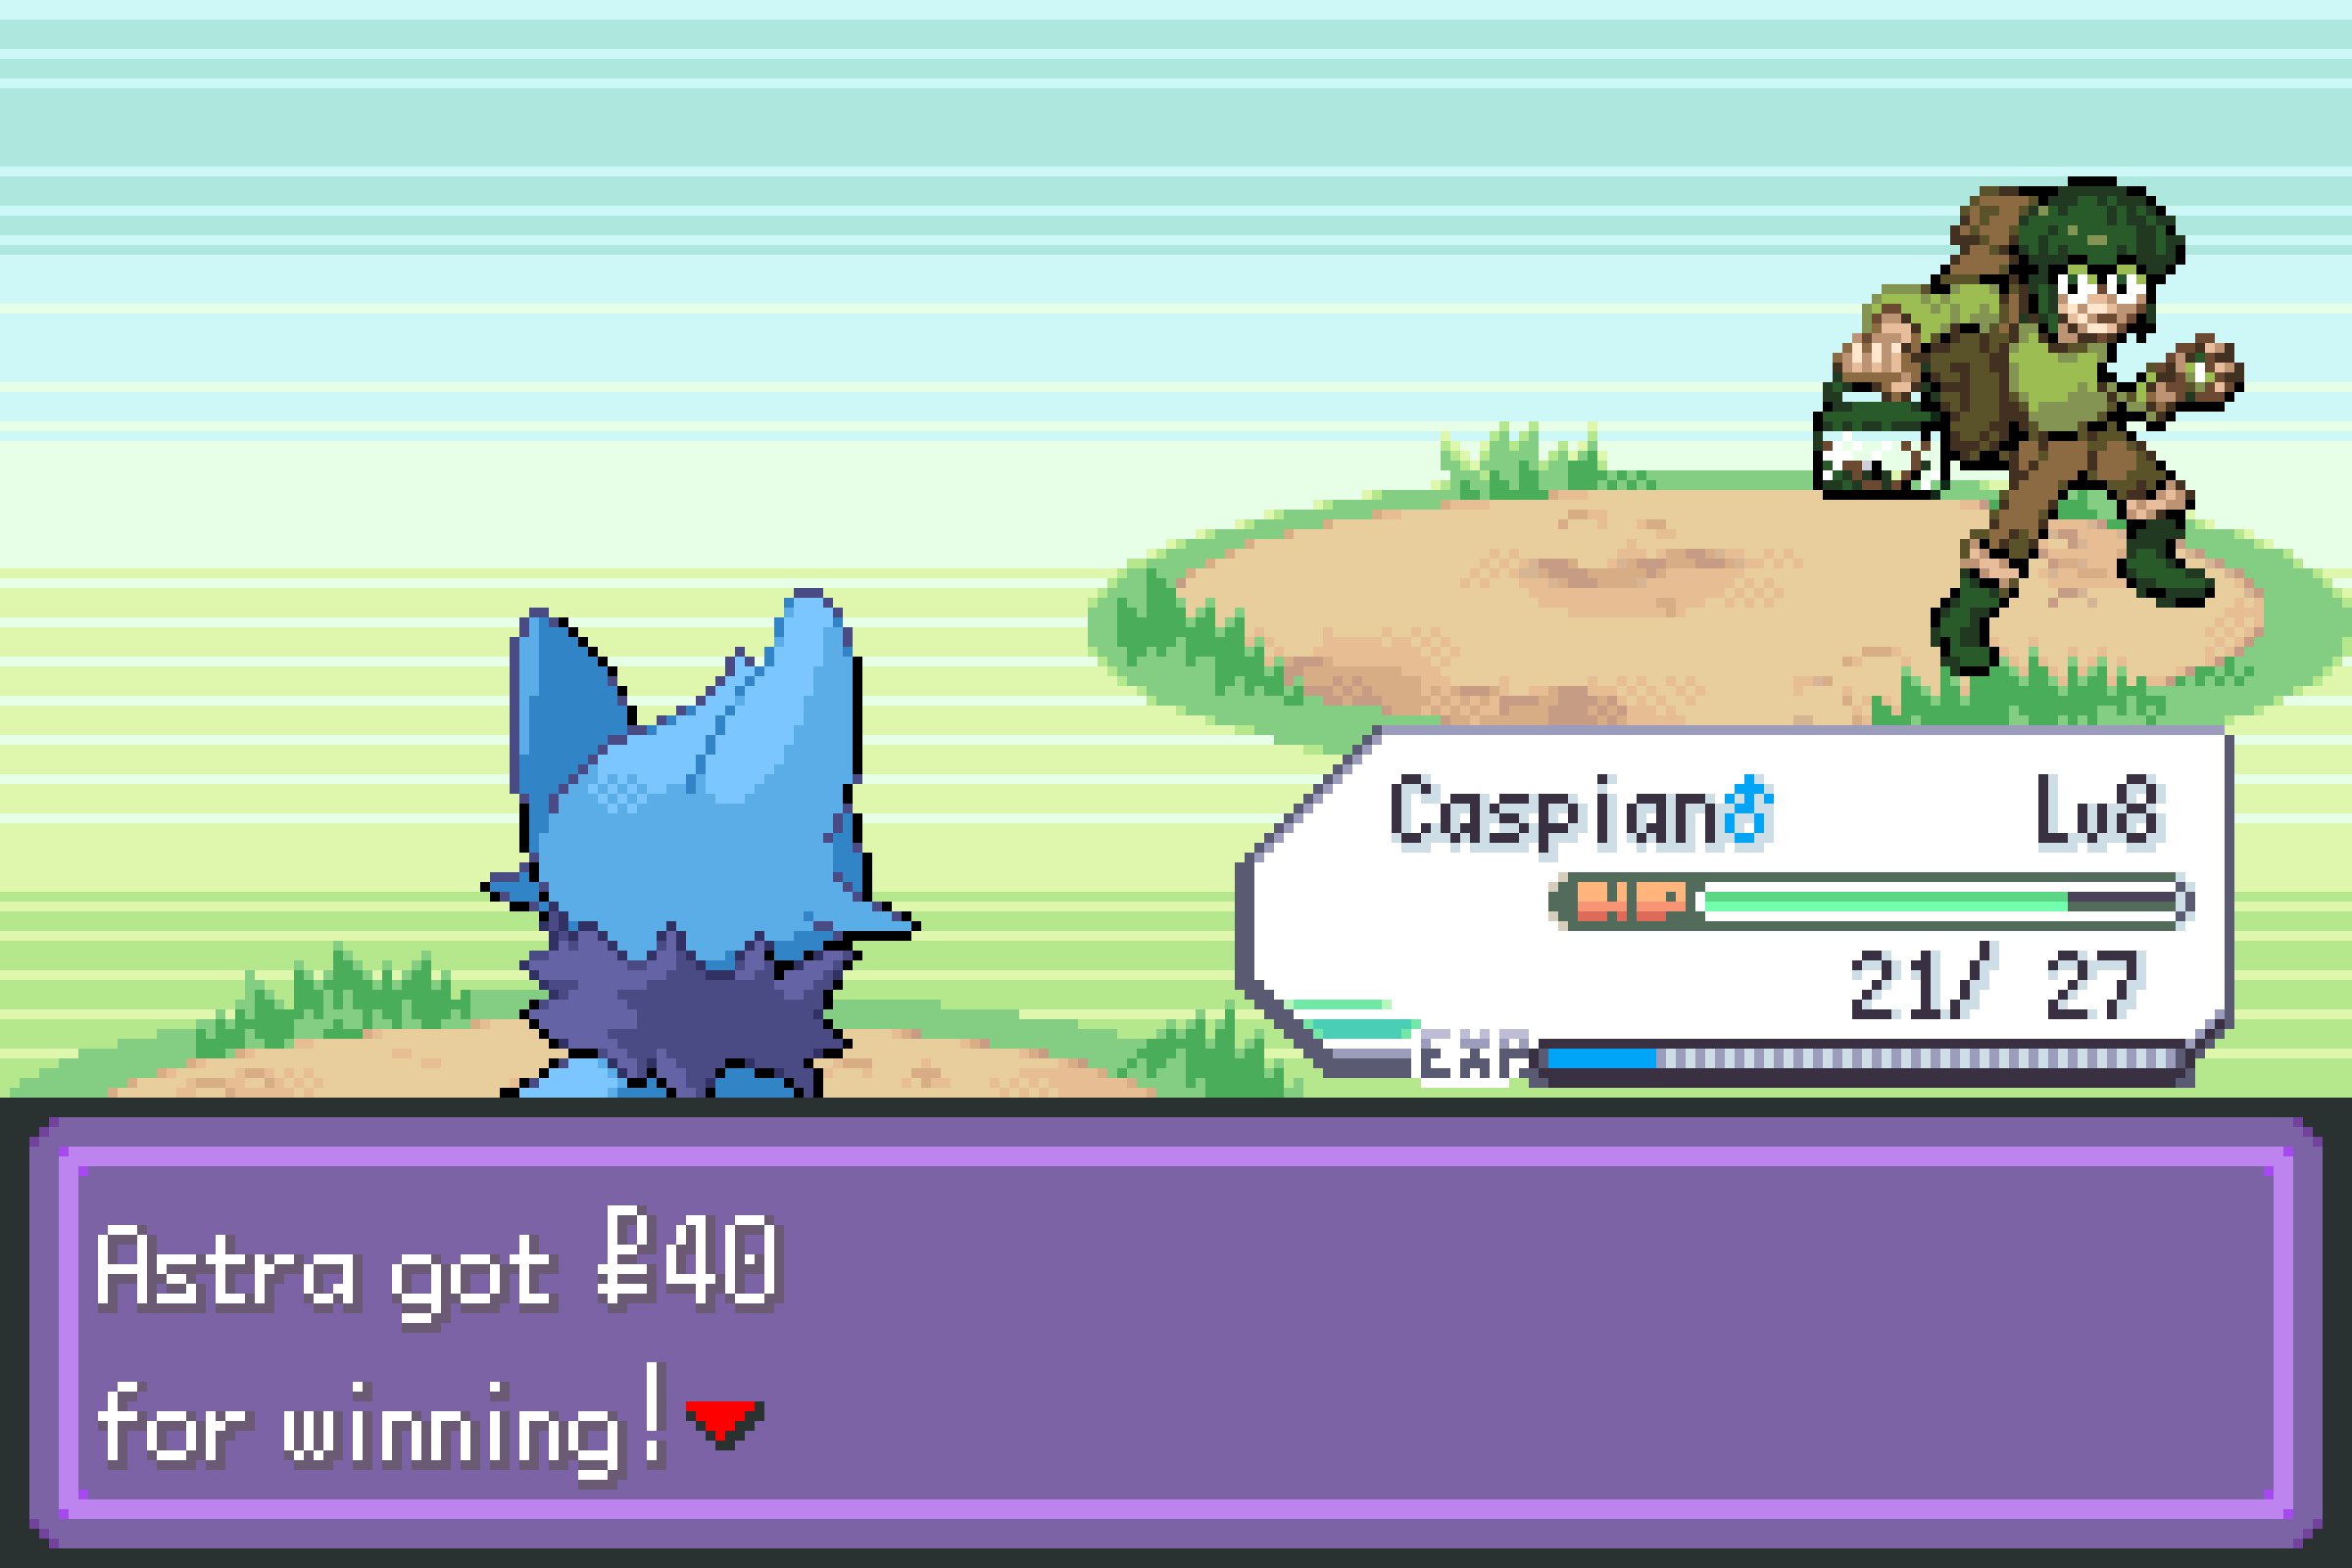 Caspian♂ Lv8
HP
21/ 27
EXP
Astra got ₽40
for winning!